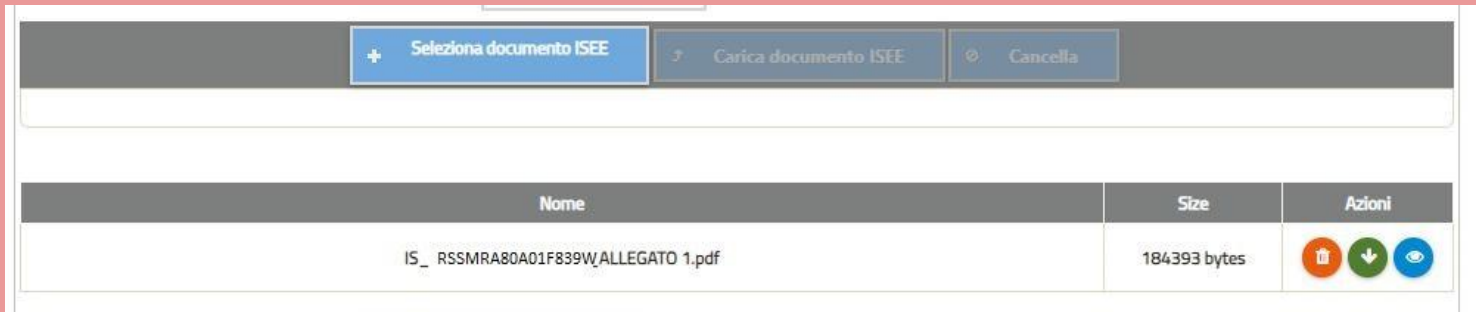 Seleziona documento ISEE Carica documento ISEE Cancella
Nome Size Azioni
IS_ RSSMRA80A01F839W_ALLEGATO 1.pdf 184393 bytes